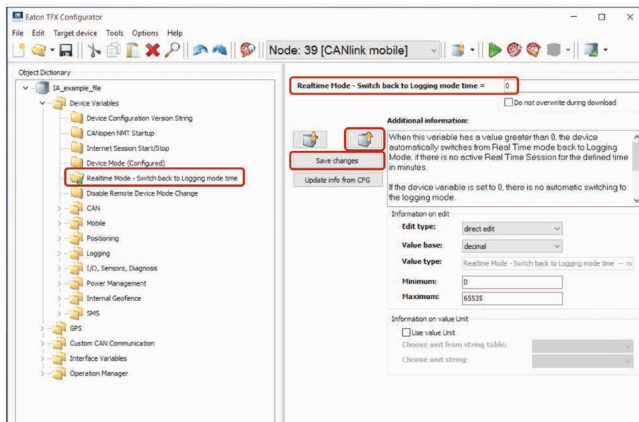 Eaton TFX Configurator
File Edit Target device Tools Options Help
Node: 39 [CANlink mobile]
Object Dictionary
IA_example_file
Device Variables
Device Configuration Version String
CANopen NMT Startup
Internet Session Start/Stop
Device Mode (Configured)
Realtime Mode - Switch back to Logging mode time
Disable Remote Device Mode Change
CAN
Mobile
Positioning
Logging
I/O, Sensors, Diagnosis
Power Management
Internal Geofence
SMS
GPS
Custom CAN Communication
Interface Variables
Operation Manager
Realtime Mode - Switch back to Logging mode time = 0
Do not overwrite during download
Additional information:
When this variable has a value greater than 0, the device
automatically switches from Real Time mode back to Logging
Mode, if there is no active Real Time Session for the defined time
in minutes.
If the device variable is set to 0, there is no automatic switching to
the logging mode.
Save changes
Update info from CFG
Information on edit
Edit type: direct edit
Value base: decimal
Value type: Realtime Mode - Switch back to Logging mode time -- n
Minimum: 0
Maximum: 65535
Information on value Unit
Use value Unit
Choose unit from string table:
Choose unit string: